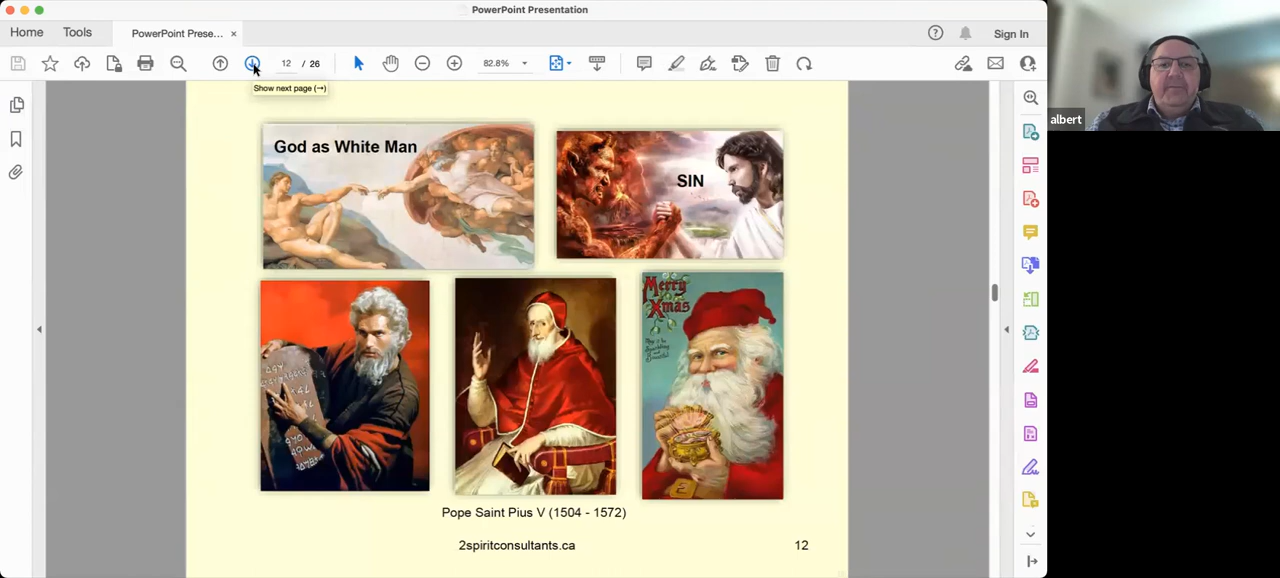 PowerPoint Presentation
Home
Tools
PowerPoint Prese... ×
Sign In
12 / 26
82.8%
Show next page (→)
albert
God as White Man
SIN
Merry
Xmas
Pope Saint Pius V (1504 - 1572)
2spiritconsultants.ca
12